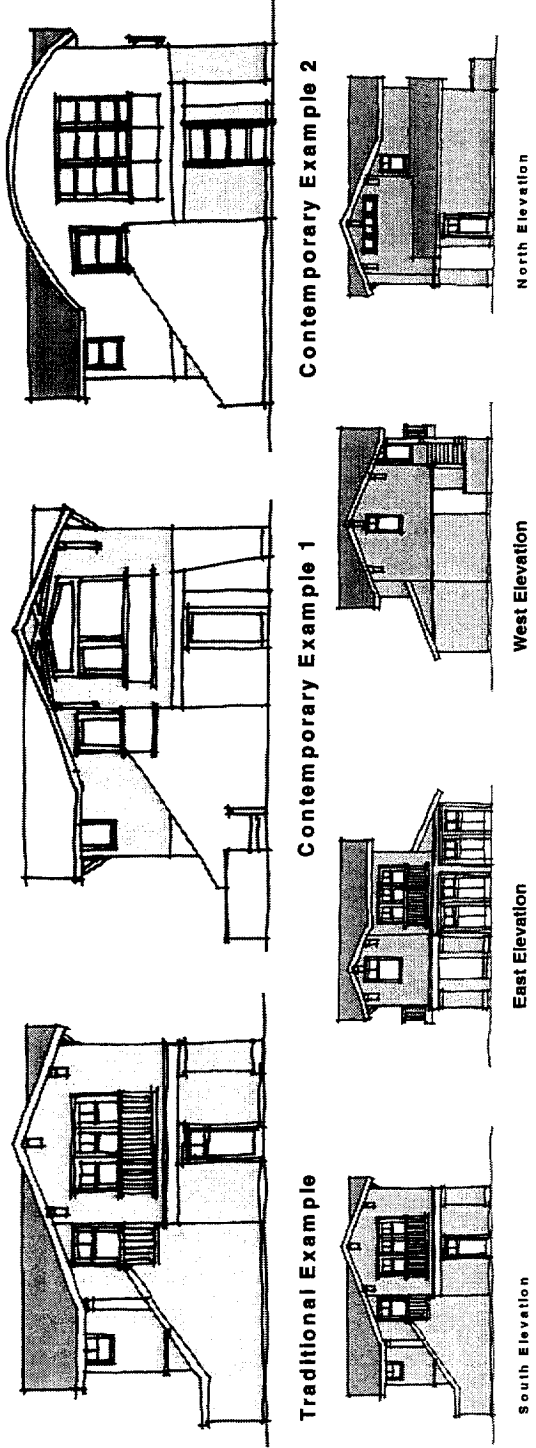 Traditional Example
Contemporary Example 1
Contemporary Example 2
South Elevation
East Elevation
West Elevation
North Elevation